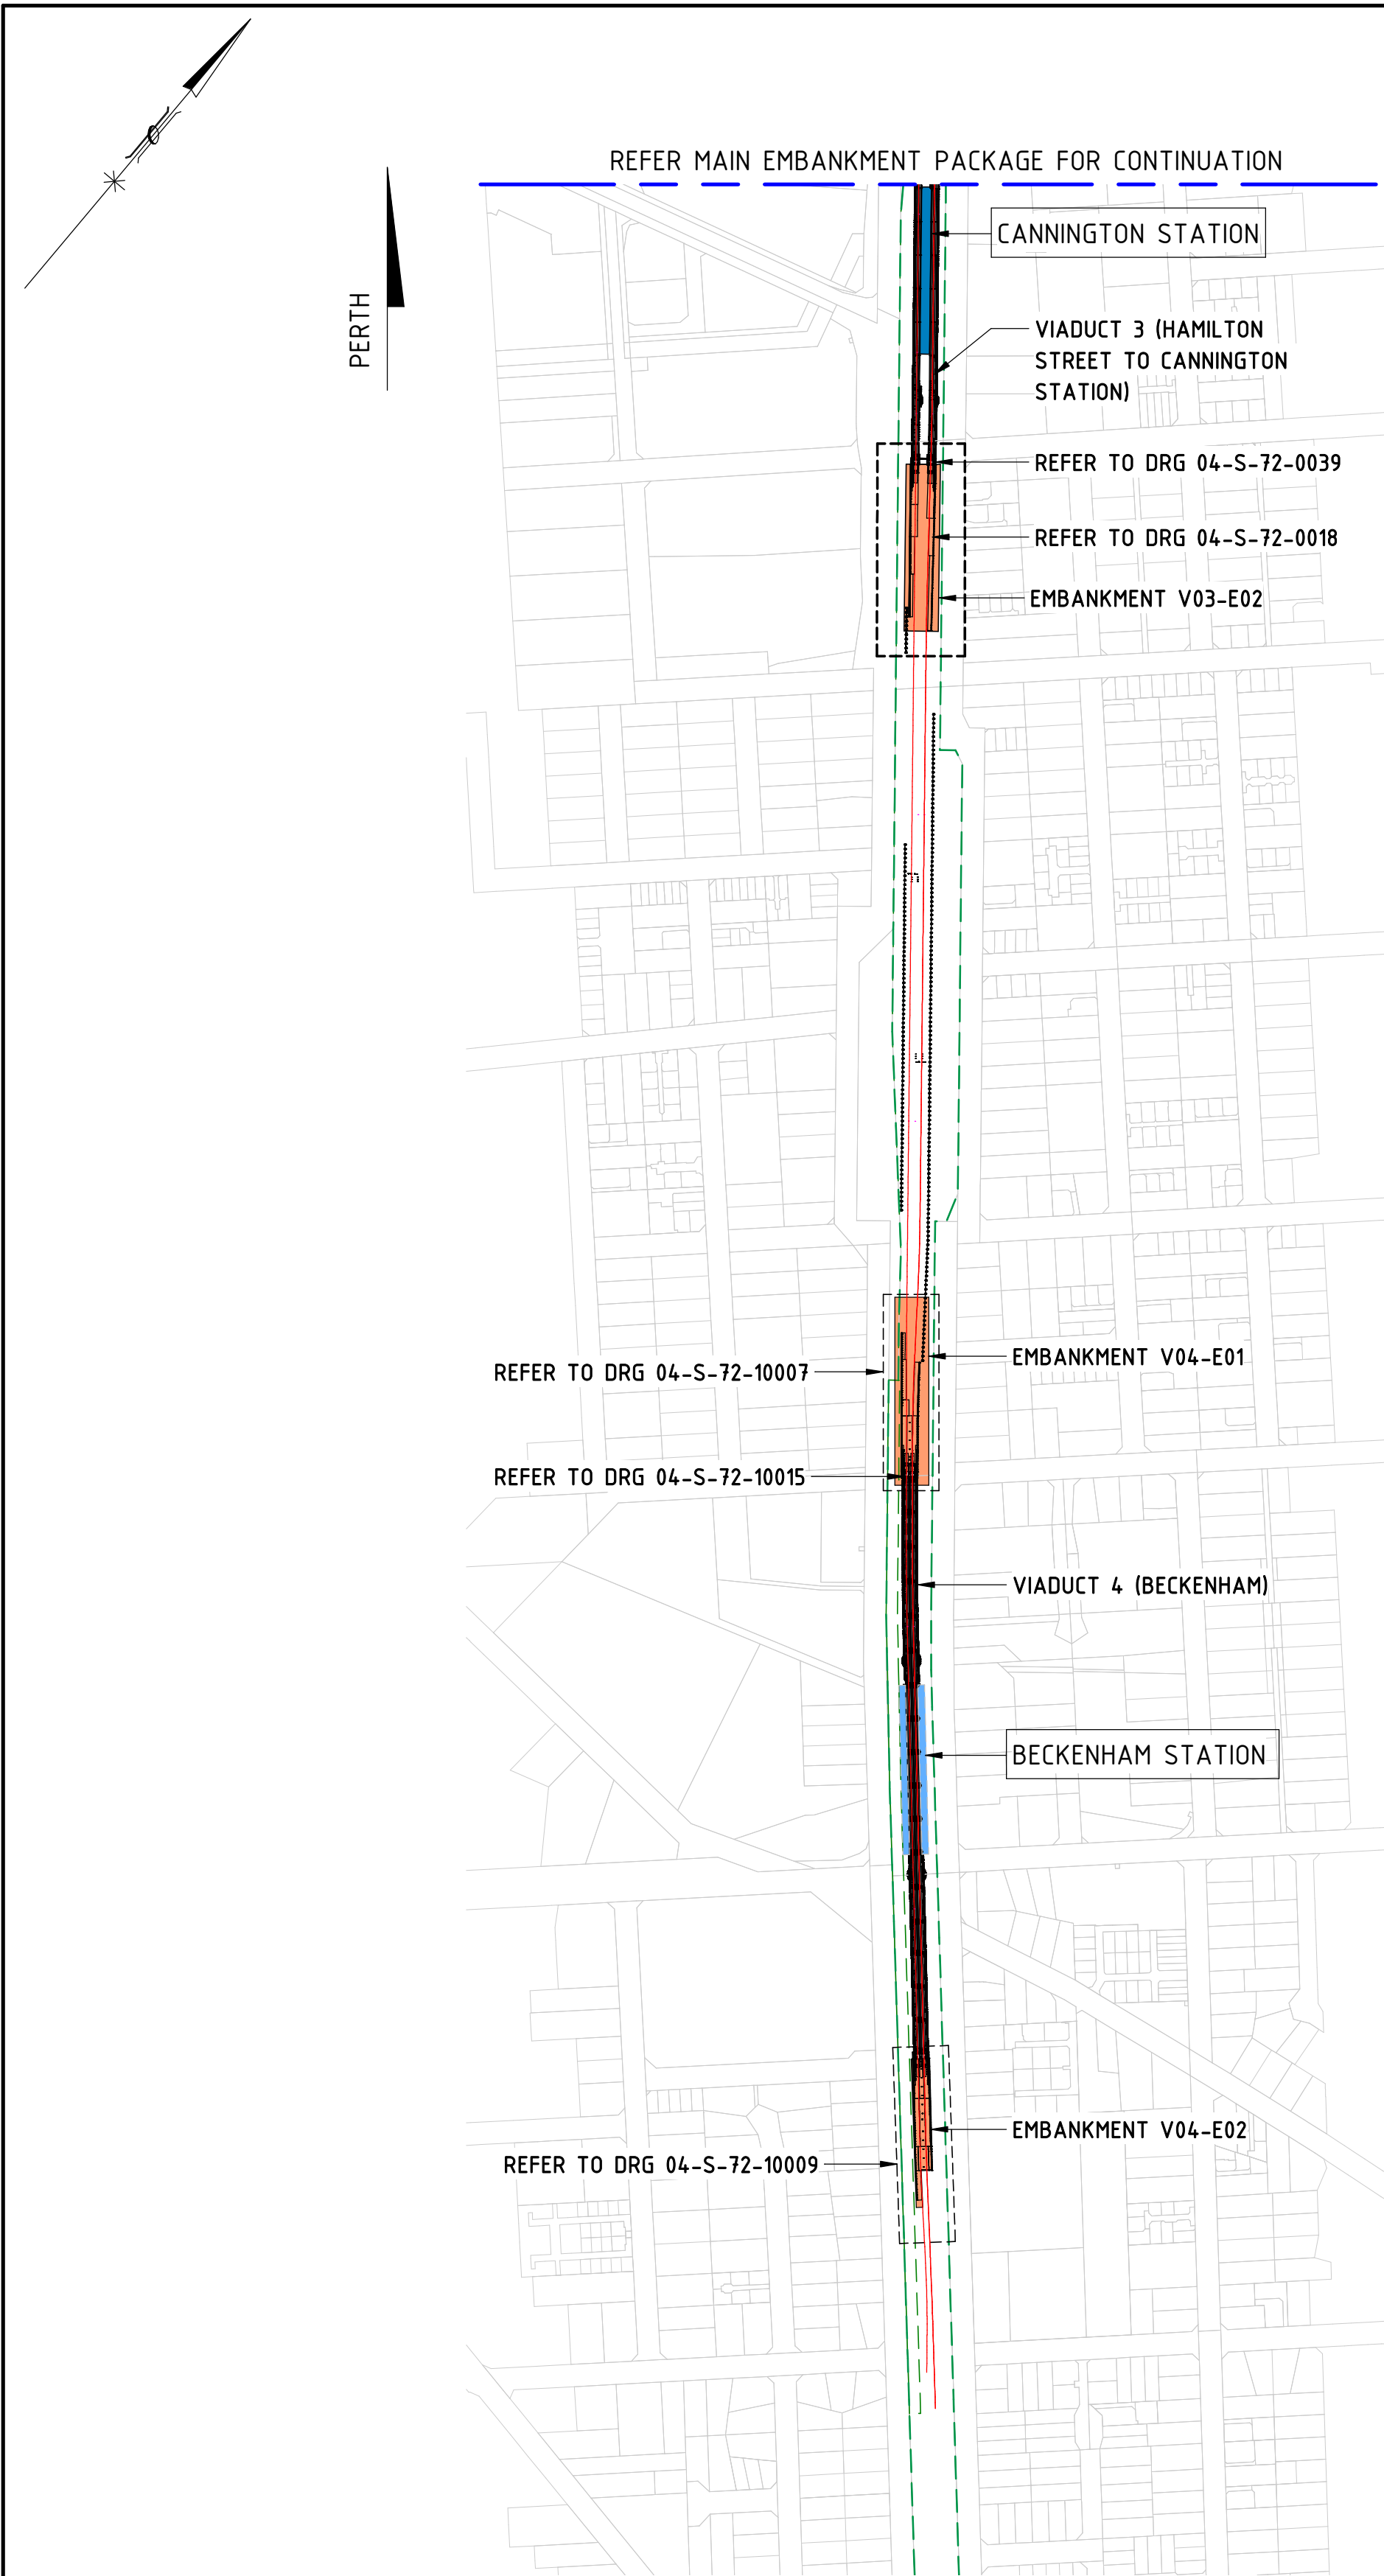 REFER MAIN EMBANKMENT PACKAGE FOR CONTINUATION
CANNINGTON STATION
PERTH
VIADUCT 3 (HAMILTON
STREET TO CANNINGTON
STATION)
REFER TO DRG 04-S-72-0039
REFER TO DRG 04-S-72-0018
EMBANKMENT V03-E02
EMBANKMENT V04-E01
REFER TO DRG 04-S-72-10007
REFER TO DRG 04-S-72-10015
VIADUCT 4 (BECKENHAM)
BECKENHAM STATION
EMBANKMENT V04-E02
REFER TO DRG 04-S-72-10009